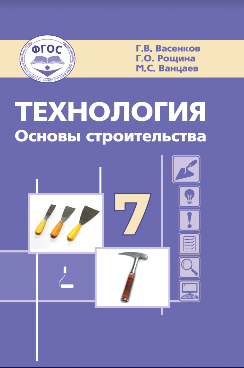 ФГОС
Г.В. Васенков
Г.О. Рощина
М.С. Ванцаев
ТЕХНОЛОГИЯ
Основы строительства
7